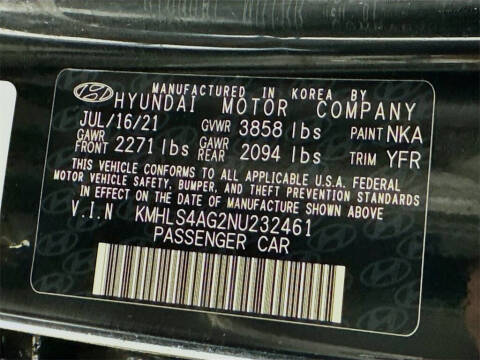 MANUFACTURED IN KOREA BY
HYUNDAI MOTOR COMPANY
JUL/16/21 GVWR 3858 lbs PAINT NKA
GAWR FRONT 2271 lbs GAWR REAR 2094 lbs TRIM YFR
THIS VEHICLE CONFORMS TO ALL APPLICABLE U.S.A. FEDERAL
MOTOR VEHICLE SAFETY, BUMPER, AND THEFT PREVENTION STANDARDS
IN EFFECT ON THE DATE OF MANUFACTURE SHOWN ABOVE
V.I.N KMHLS4AG2NU232461
PASSENGER CAR